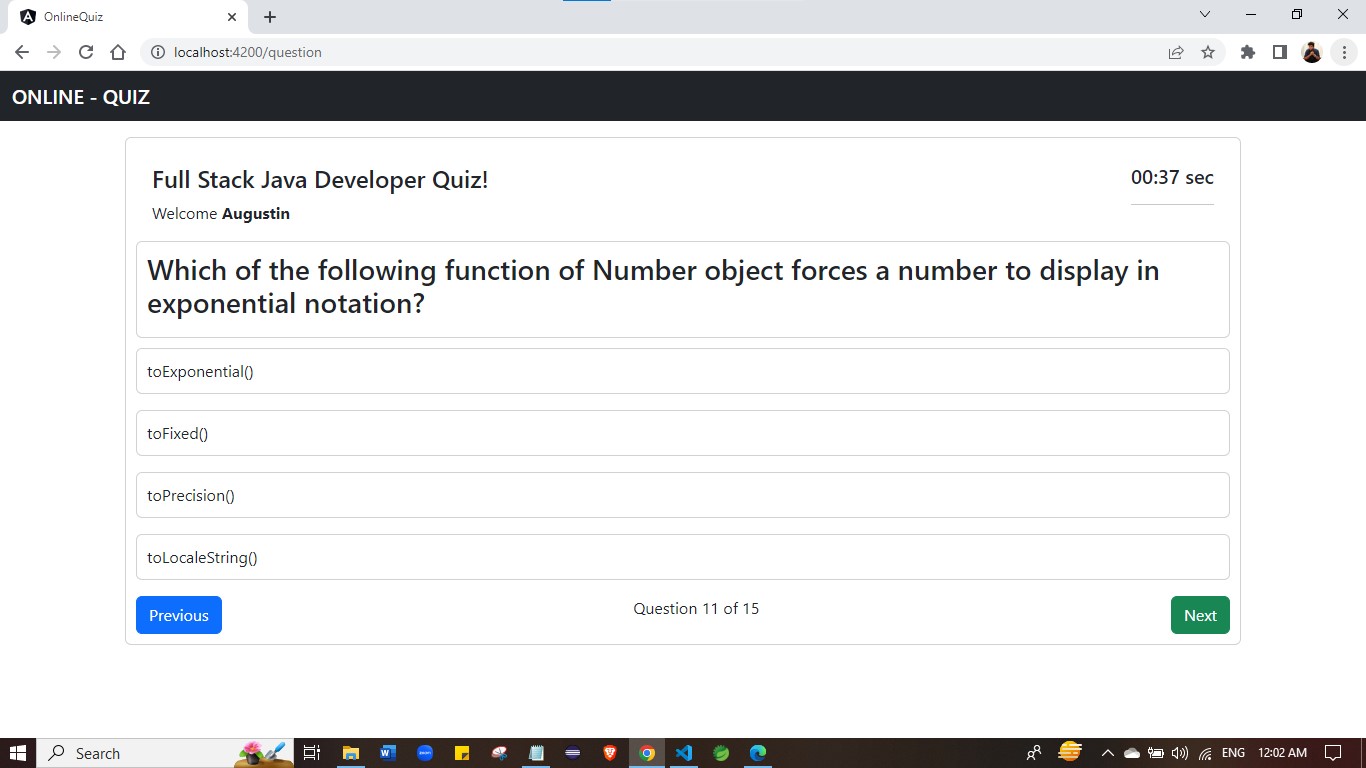 OnlineQuiz
localhost:4200/question
ONLINE - QUIZ
Full Stack Java Developer Quiz!
00:37 sec
Welcome Augustin
Which of the following function of Number object forces a number to display in
exponential notation?
toExponential()
toFixed()
toPrecision()
toLocaleString()
Previous
Question 11 of 15
Next
Search
ENG
12:02 AM